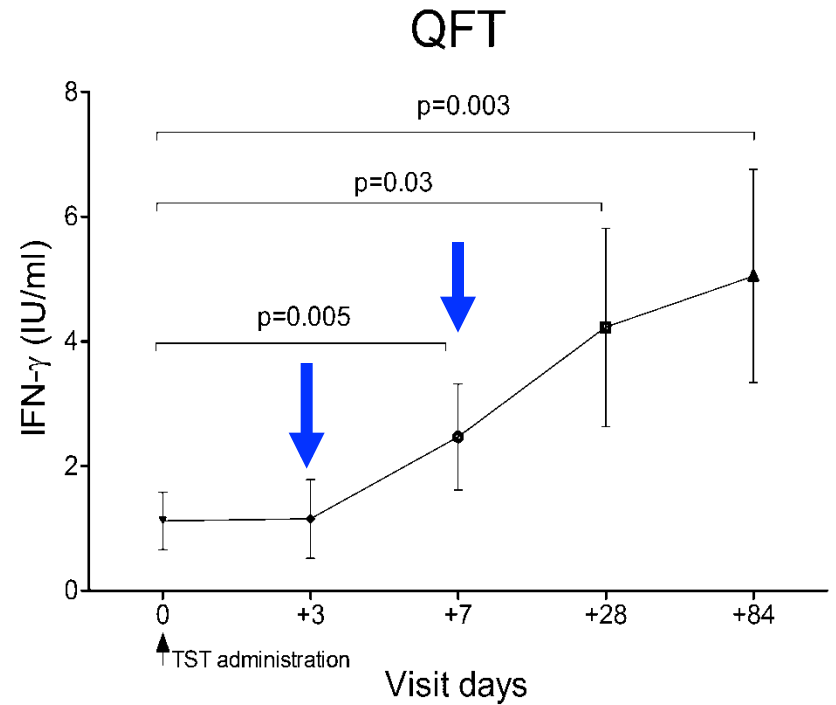 QFT
8
p=0.003
p=0.03
6
p=0.005
4
2
0
IFN-γ (IU/ml)
0 +3 +7 +28 +84
TST administration
Visit days